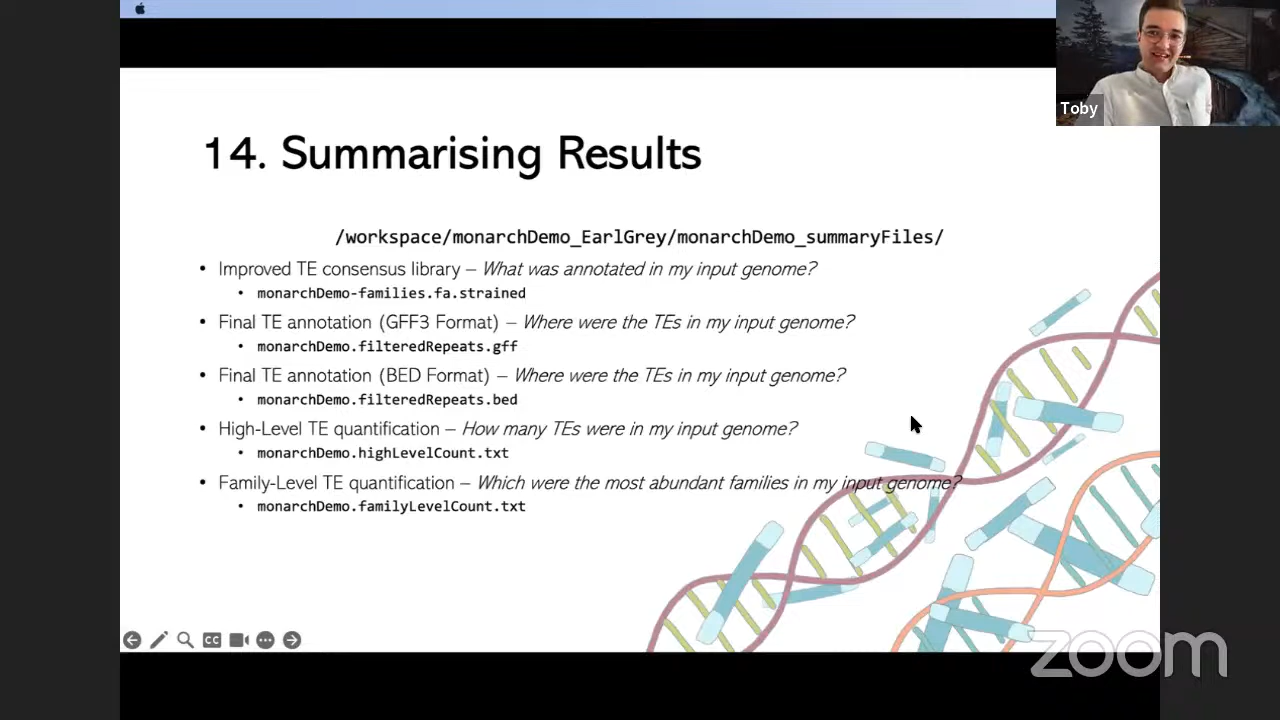 Toby
14. Summarising Results
/workspace/monarchDemo_EarlGrey/monarchDemo_summaryFiles/
• Improved TE consensus library – What was annotated in my input genome?
• monarchDemo-families.fa.strained
• Final TE annotation (GFF3 Format) – Where were the TEs in my input genome?
• monarchDemo.filteredRepeats.gff
• Final TE annotation (BED Format) – Where were the TEs in my input genome?
• monarchDemo.filteredRepeats.bed
• High-Level TE quantification – How many TEs were in my input genome?
• monarchDemo.highLevelCount.txt
• Family-Level TE quantification – Which were the most abundant families in my input genome?
• monarchDemo.familyLevelCount.txt
CC
zoom